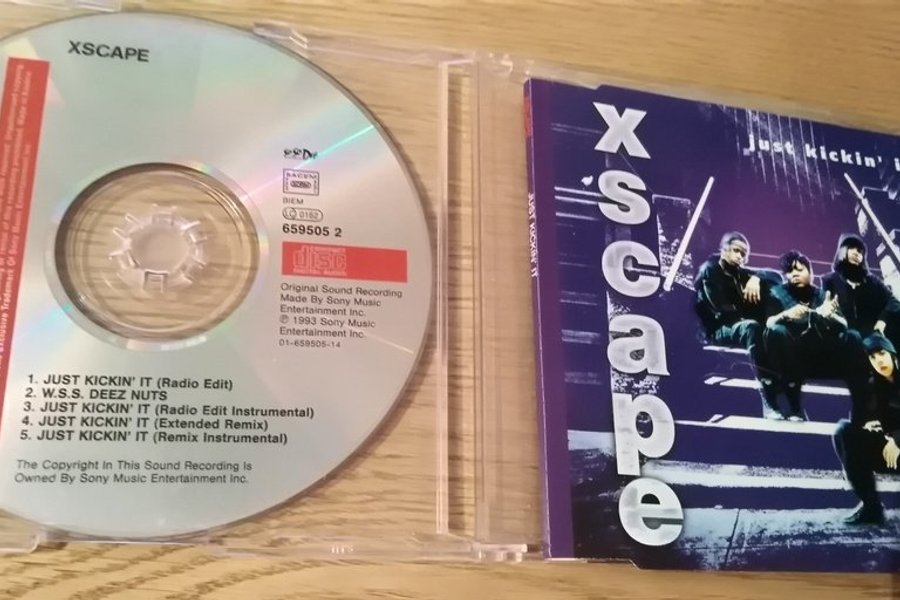 XSCAPE
SACEM
BIEM
LC 0162
659505 2
COMPACT
disc
DIGITAL AUDIO
Original Sound Recording
Made By Sony Music
Entertainment Inc.
℗ 1993 Sony Music
Entertainment Inc.
01-659505-14
1. JUST KICKIN' IT (Radio Edit)
2. W.S.S. DEEZ NUTS
3. JUST KICKIN' IT (Radio Edit Instrumental)
4. JUST KICKIN' IT (Extended Remix)
5. JUST KICKIN' IT (Remix Instrumental)
The Copyright In This Sound Recording Is
Owned By Sony Music Entertainment Inc.
JUST KICKIN' IT
xscape
just kickin' i